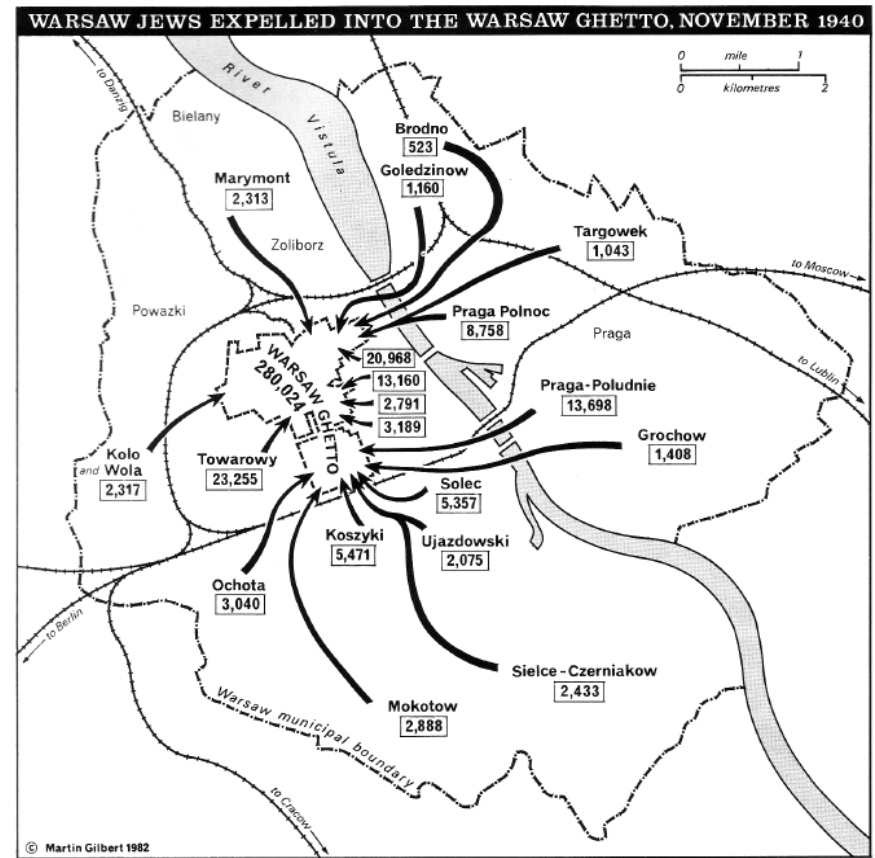 WARSAW JEWS EXPELLED INTO THE WARSAW GHETTO, NOVEMBER 1940
0 mile 1
0 kilometres 2
to Danzig
River
Vistula
Bielany
Brodno
523
Goledzinow
1,160
Marymont
2,313
Zoliborz
Targowek
1,043
to Moscow
Powazki
Praga Polnoc
8,758
Praga
20,968
13,160
2,791
3,189
WARSAW GHETTO
280,024
to Lublin
Praga-Poludnie
13,698
Grochow
1,408
Kolo
and Wola
2,317
Towarowy
23,255
Solec
5,357
Koszyki
5,471
Ujazdowski
2,075
Ochota
3,040
to Berlin
Sielce-Czerniakow
2,433
Mokotow
2,888
Warsaw municipal boundary
to Cracow
© Martin Gilbert 1982